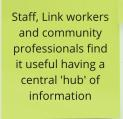 Staff, Link workers
and community
professionals find
it useful having a
central 'hub' of
information